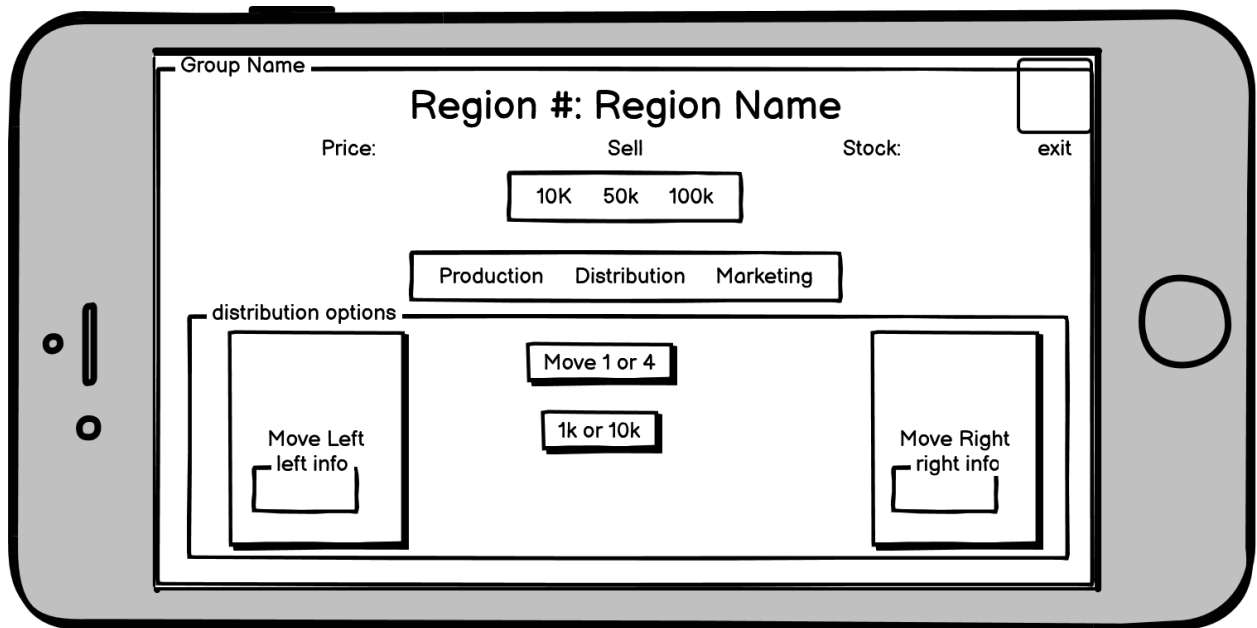 Group Name
Region #: Region Name
Price: Sell Stock: exit
10K 50k 100k
Production Distribution Marketing
distribution options
Move 1 or 4
1k or 10k
Move Left
left info
Move Right
right info